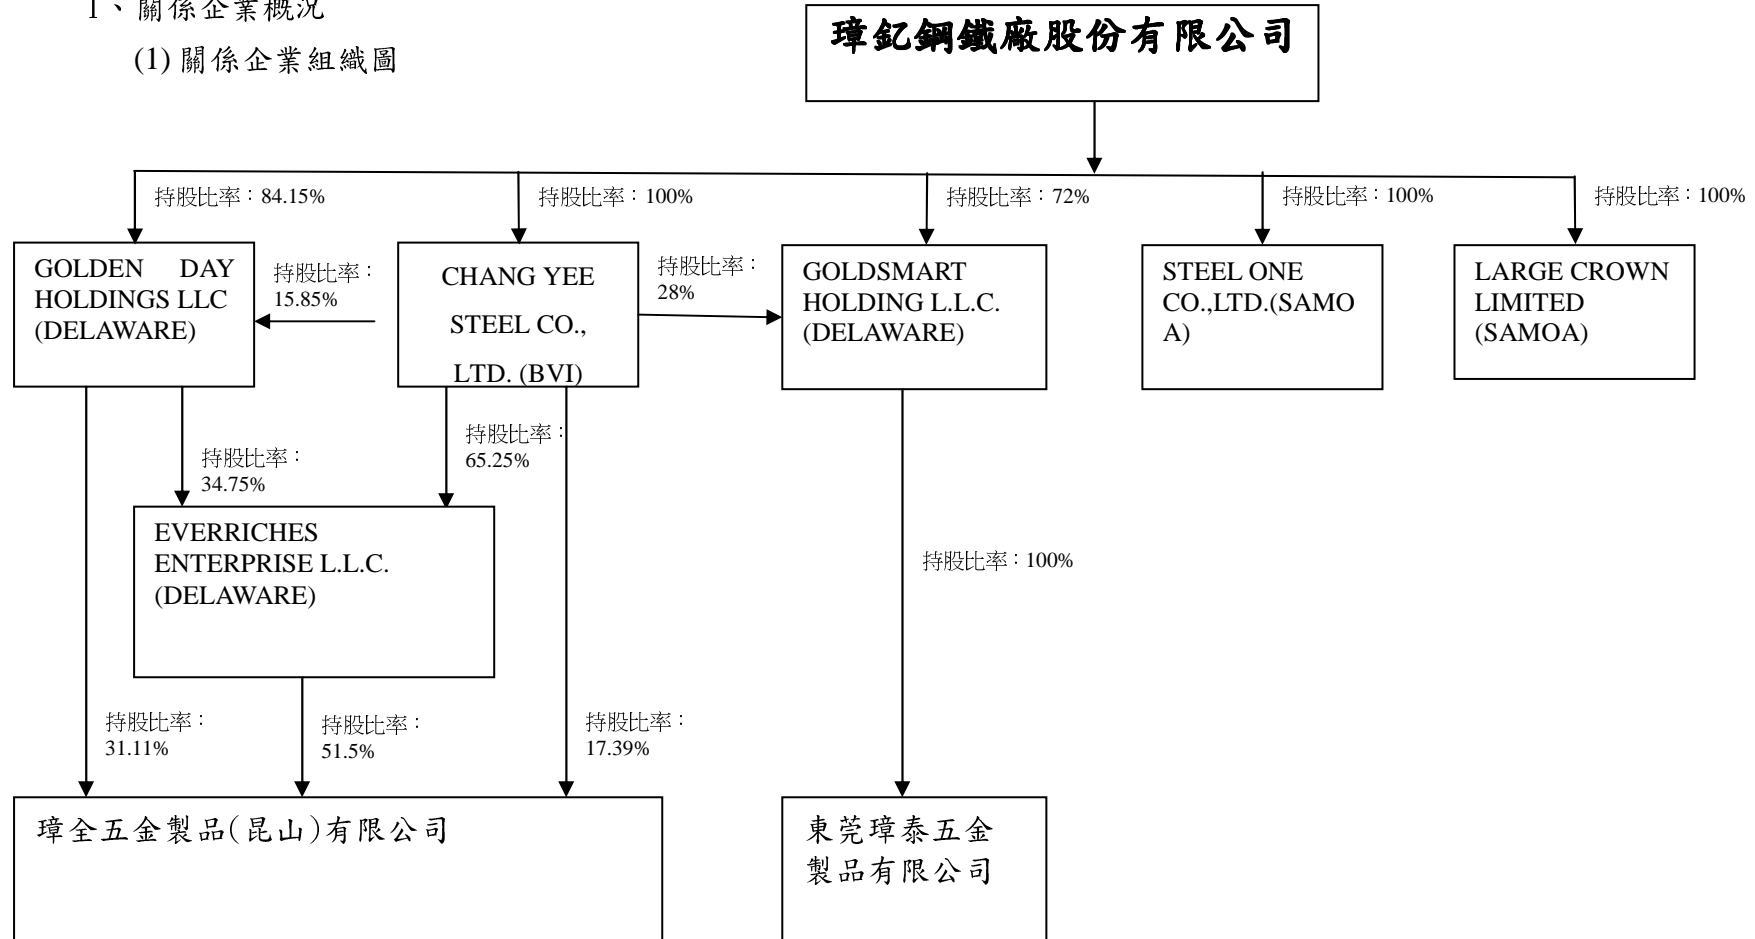 1、關係企業概況
(1) 關係企業組織圖
璋釔鋼鐵廠股份有限公司
持股比率：84.15%
持股比率：100%
持股比率：72%
持股比率：100%
持股比率：100%
GOLDEN DAY
HOLDINGS LLC
(DELAWARE)
持股比率：
15.85%
CHANG YEE
STEEL CO.,
LTD. (BVI)
持股比率：
28%
GOLDSMART
HOLDING L.L.C.
(DELAWARE)
STEEL ONE
CO.,LTD.(SAMO
A)
LARGE CROWN
LIMITED
(SAMOA)
持股比率：
34.75%
持股比率：
65.25%
EVERRICHES
ENTERPRISE L.L.C.
(DELAWARE)
持股比率：100%
持股比率：
31.11%
持股比率：
51.5%
持股比率：
17.39%
璋全五金製品(昆山)有限公司
東莞璋泰五金
製品有限公司